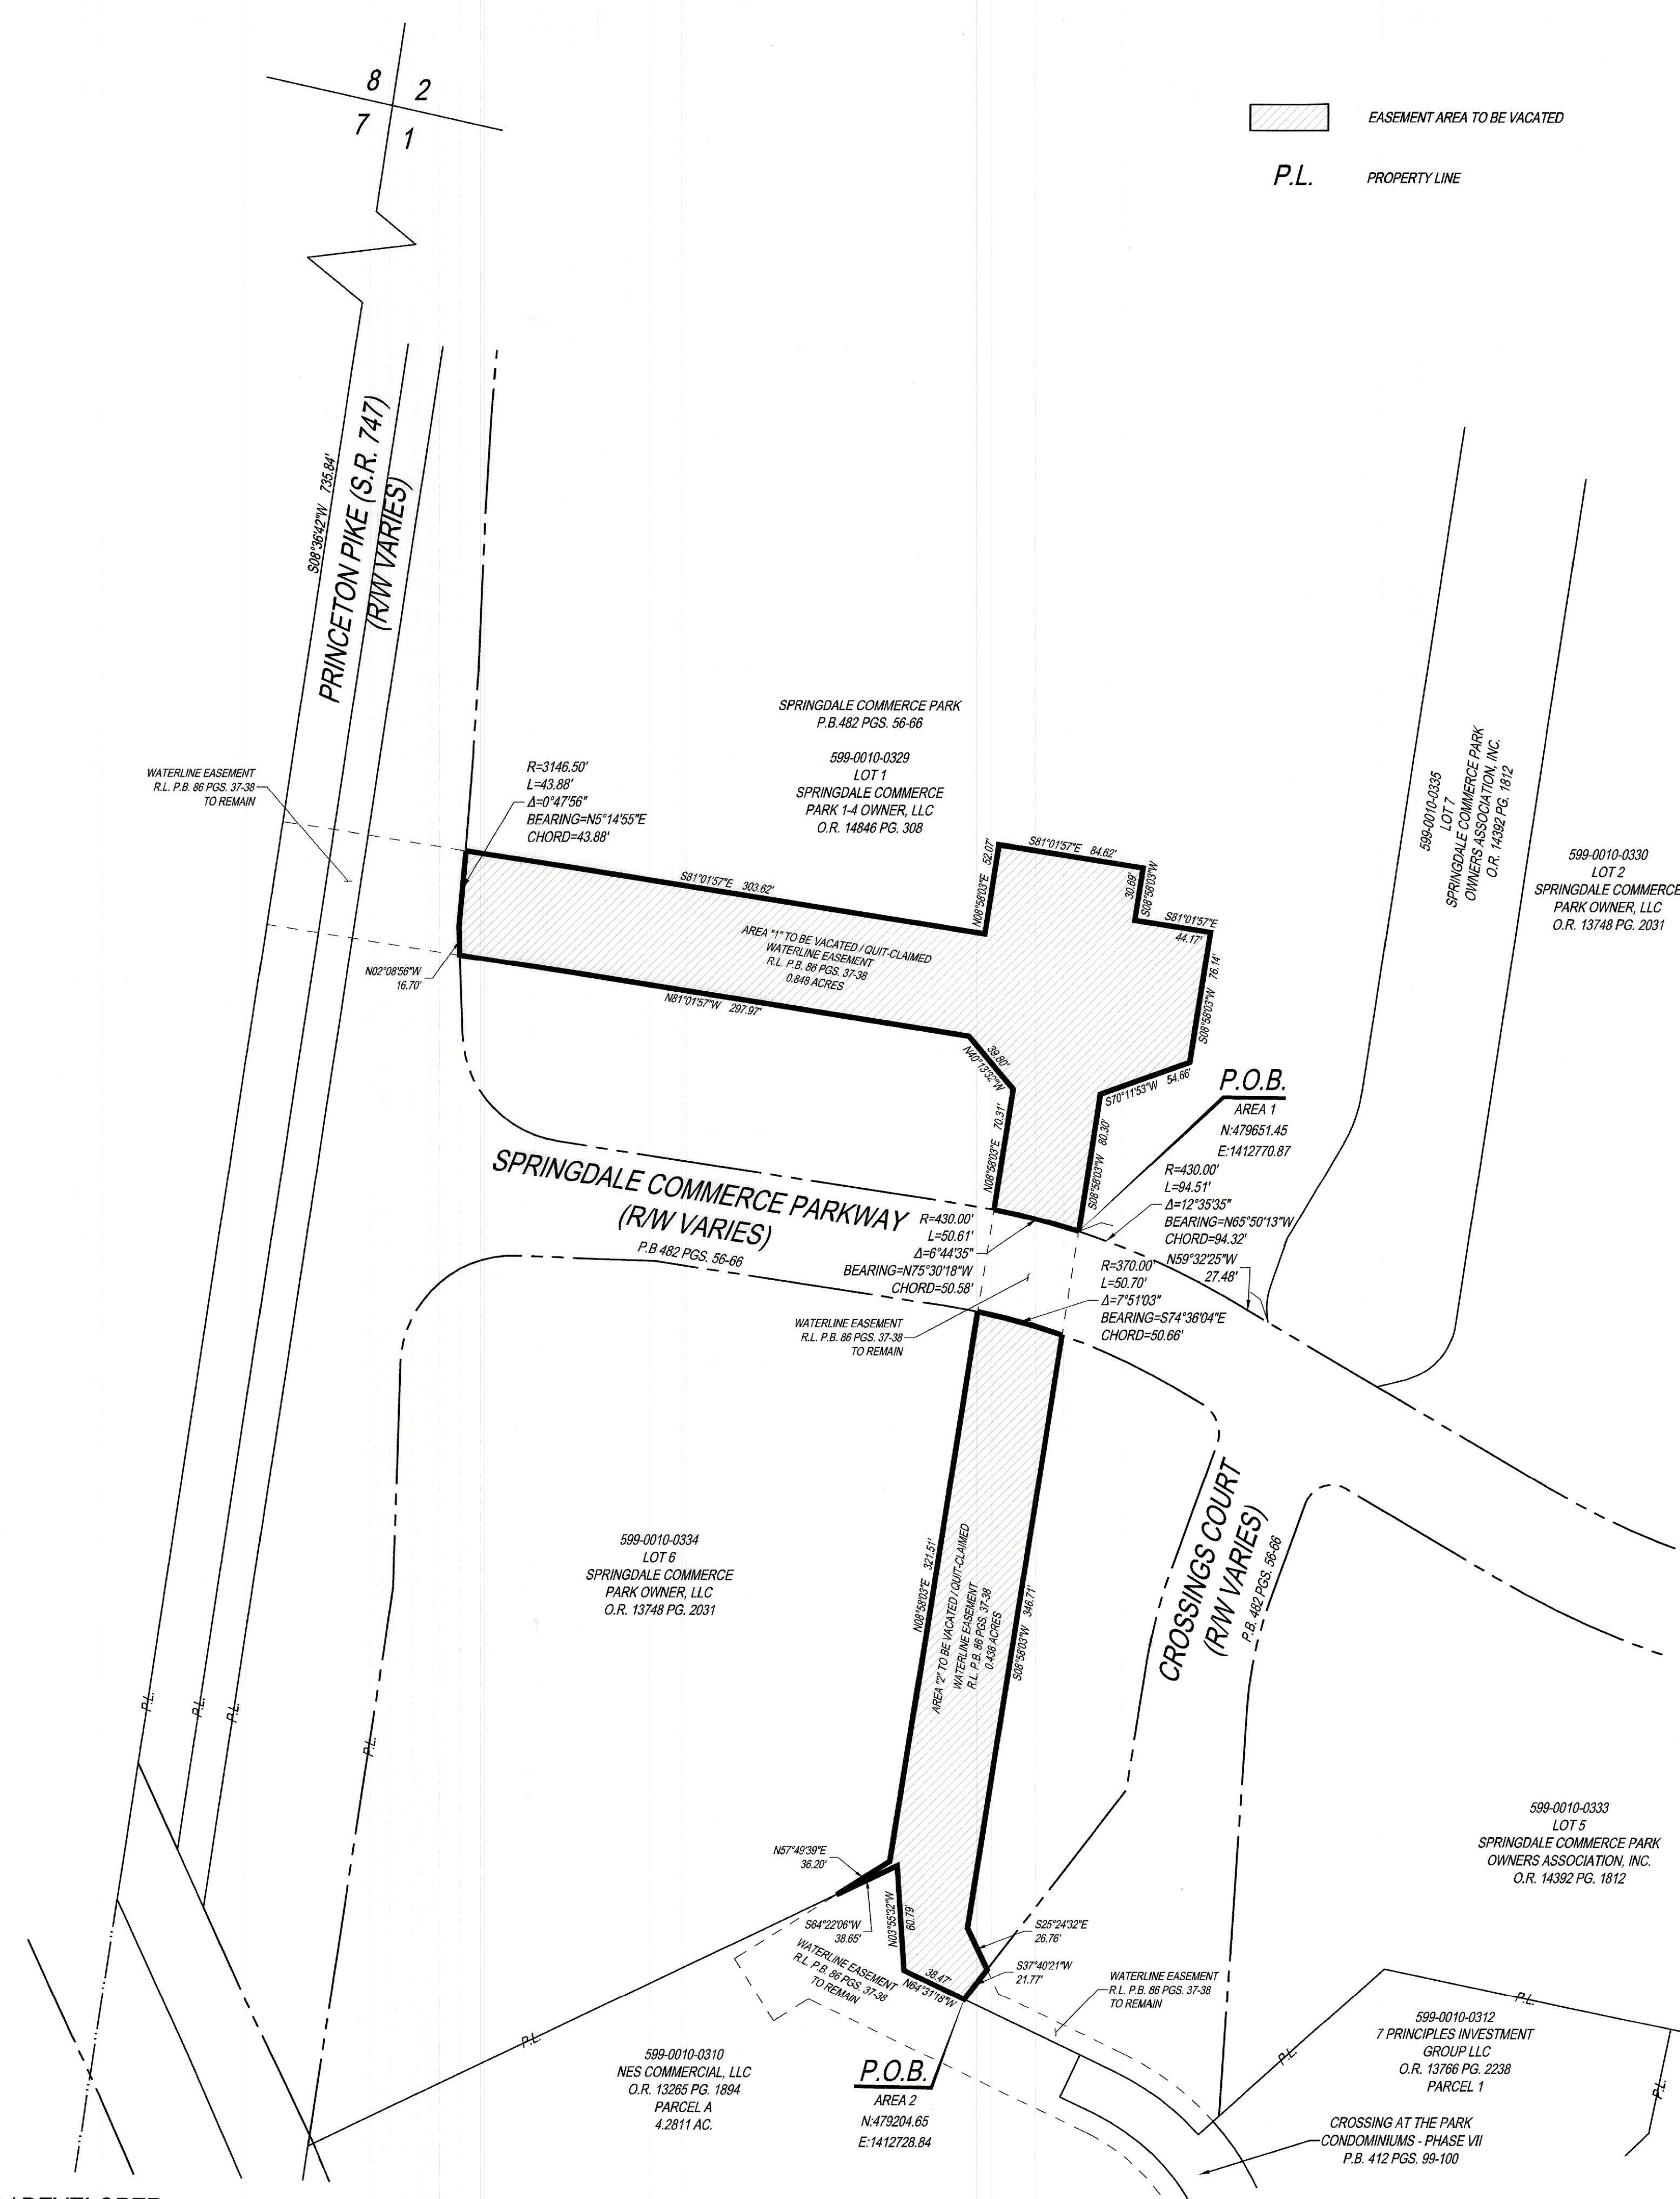 8 2
7 1
EASEMENT AREA TO BE VACATED
P.L. PROPERTY LINE
S08°36'42"W 735.84'
PRINCETON PIKE (S.R. 747)
(R/W VARIES)
SPRINGDALE COMMERCE PARK
P.B.482 PGS. 56-66
599-0010-0329
LOT 1
SPRINGDALE COMMERCE
PARK 1-4 OWNER, LLC
O.R. 14846 PG. 308
WATERLINE EASEMENT
R.L. P.B. 86 PGS. 37-38
TO REMAIN
R=3146.50'
L=43.88'
Δ=0°47'56"
BEARING=N5°14'55"E
CHORD=43.88'
S81°01'57"E 303.62'
N08°58'03"E 52.07'
S81°01'57"E 84.62'
30.69'
S08°58'03"W
S81°01'57"E
44.17'
S08°58'03"W 76.14'
AREA "1" TO BE VACATED / QUIT-CLAIMED
WATERLINE EASEMENT
R.L. P.B. 86 PGS. 37-38
0.848 ACRES
N02°08'56"W
16.70'
N81°01'57"W 297.97'
39.80'
N40°13'32"W
N08°58'03"E 70.31'
S70°11'53"W 54.66'
S08°58'03"W 80.30'
P.O.B.
AREA 1
N:479651.45
E:1412770.87
R=430.00'
L=94.51'
Δ=12°35'35"
BEARING=N65°50'13"W
CHORD=94.32'
N59°32'25"W
27.48'
599-0010-0335
LOT 7
SPRINGDALE COMMERCE PARK
OWNERS ASSOCIATION, INC.
O.R. 14392 PG. 1812
599-0010-0330
LOT 2
SPRINGDALE COMMERCE
PARK OWNER, LLC
O.R. 13748 PG. 2031
SPRINGDALE COMMERCE PARKWAY
(R/W VARIES)
P.B 482 PGS. 56-66
R=430.00'
L=50.61'
Δ=6°44'35"
BEARING=N75°30'18"W
CHORD=50.58'
R=370.00'
L=50.70'
Δ=7°51'03"
BEARING=S74°36'04"E
CHORD=50.66'
WATERLINE EASEMENT
R.L. P.B. 86 PGS. 37-38
TO REMAIN
599-0010-0334
LOT 6
SPRINGDALE COMMERCE
PARK OWNER, LLC
O.R. 13748 PG. 2031
N08°58'03"E 321.51'
AREA "2" TO BE VACATED / QUIT-CLAIMED
WATERLINE EASEMENT
R.L. P.B. 86 PGS. 37-38
0.438 ACRES
S08°58'03"W 346.71'
CROSSINGS COURT
(R/W VARIES)
P.B. 482 PGS. 56-66
P.L.
P.L.
P.L.
P.L.
N57°49'39"E
36.20'
S64°22'06"W
38.65'
N03°55'32"W
60.79'
38.47'
N64°31'18"W
S25°24'32"E
26.76'
S37°40'21"W
21.77'
WATERLINE EASEMENT
R.L. P.B. 86 PGS. 37-38
TO REMAIN
WATERLINE EASEMENT
R.L. P.B. 86 PGS. 37-38
TO REMAIN
599-0010-0333
LOT 5
SPRINGDALE COMMERCE PARK
OWNERS ASSOCIATION, INC.
O.R. 14392 PG. 1812
P.L.
599-0010-0310
NES COMMERCIAL, LLC
O.R. 13265 PG. 1894
PARCEL A
4.2811 AC.
P.O.B.
AREA 2
N:479204.65
E:1412728.84
P.L.
P.L.
P.L.
599-0010-0312
7 PRINCIPLES INVESTMENT
GROUP LLC
O.R. 13766 PG. 2238
PARCEL 1
CROSSING AT THE PARK
CONDOMINIUMS - PHASE VII
P.B. 412 PGS. 99-100